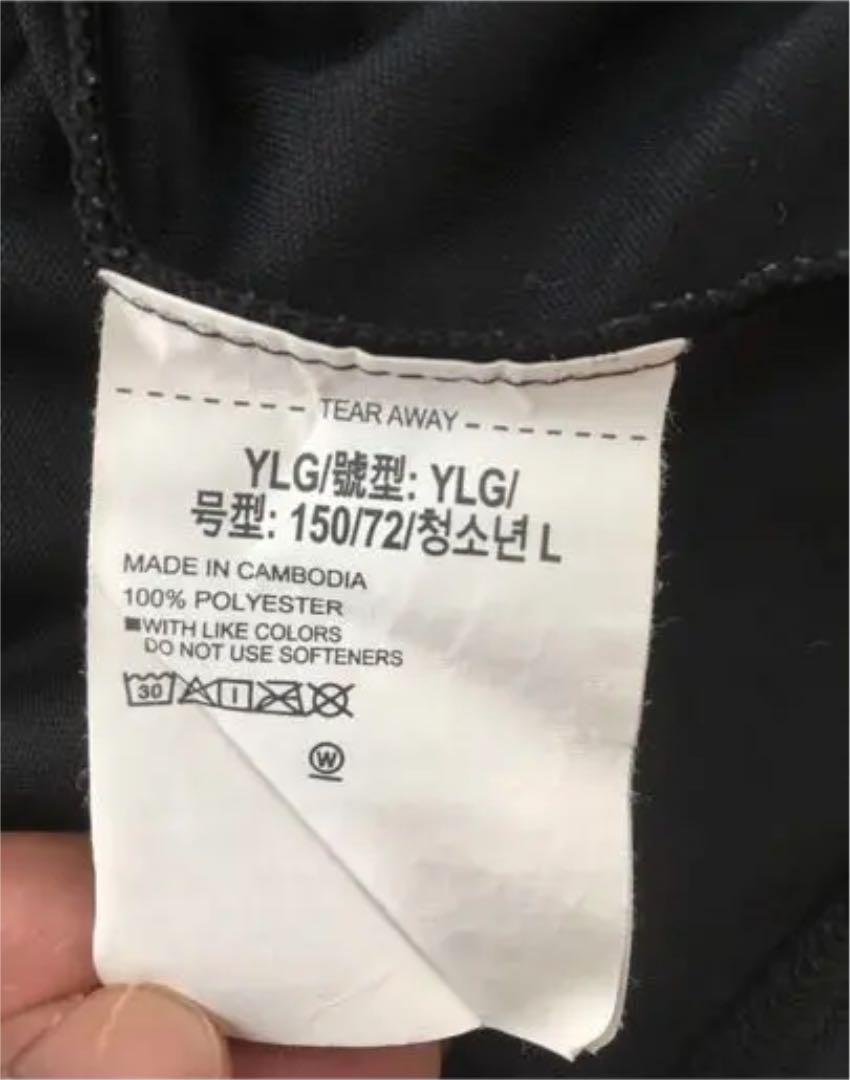 TEAR AWAY
YLG/號型: YLG/
号型: 150/72/청소년 L
MADE IN CAMBODIA
100% POLYESTER
WITH LIKE COLORS
DO NOT USE SOFTENERS
30
W